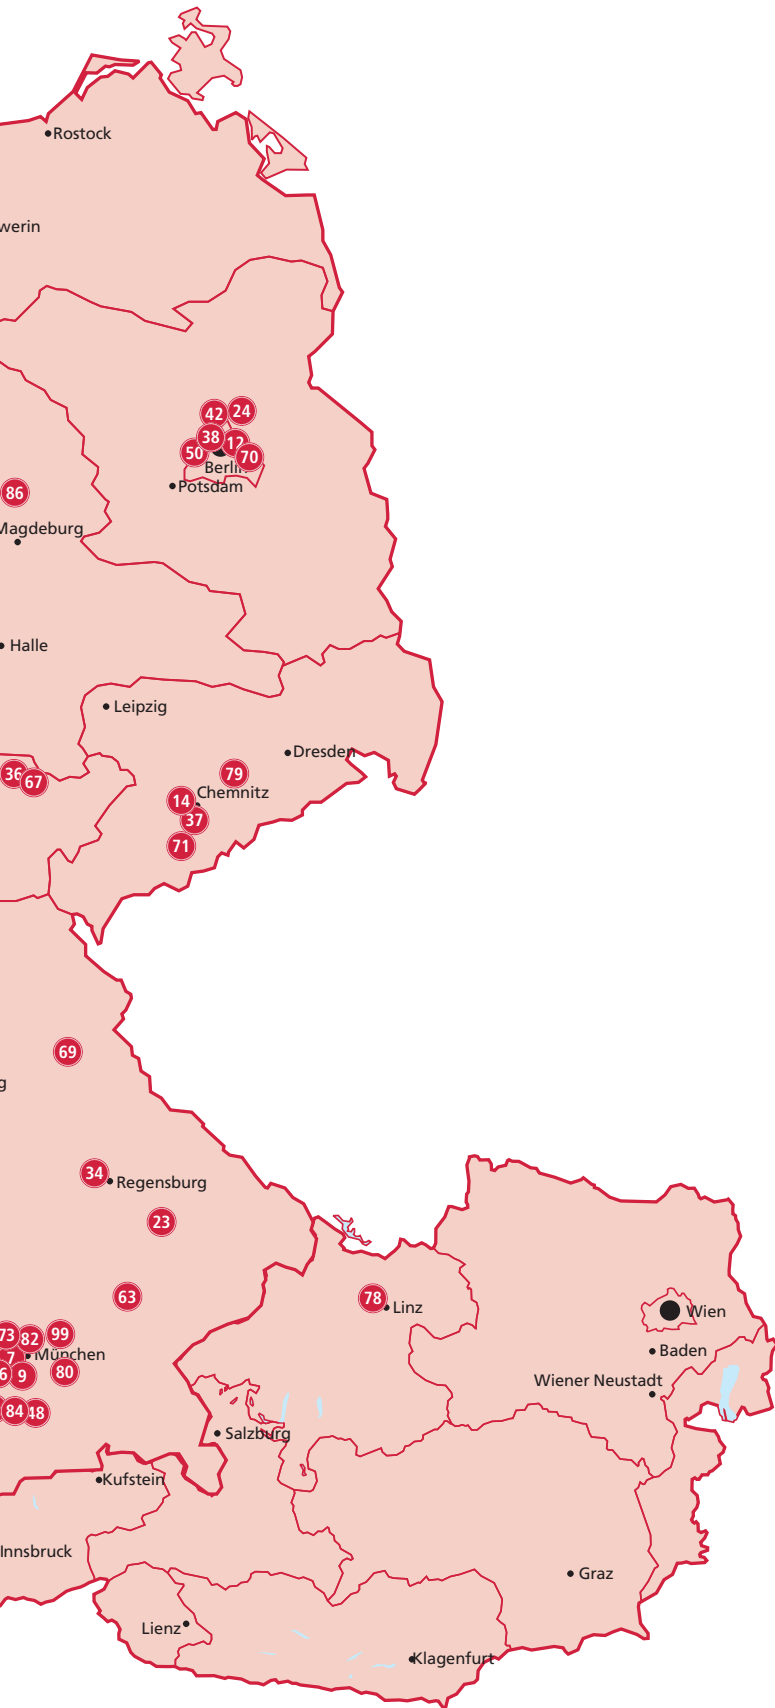 Rostock
werin
42
24
38
12
50
70
Berlin
Potsdam
86
Magdeburg
Halle
Leipzig
Dresden
36
67
79
Chemnitz
14
37
71
69
g
34
Regensburg
23
63
78
Linz
Wien
73
82
99
7
München
6
9
80
84
48
Baden
Wiener Neustadt
Salzburg
Kufstein
Innsbruck
Graz
Lienz
Klagenfurt